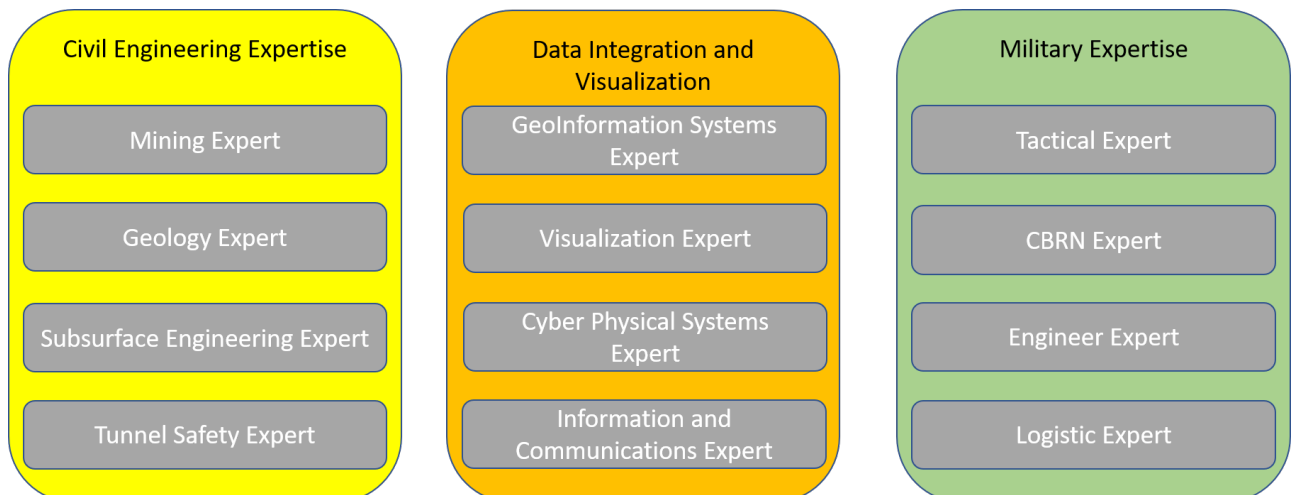 Civil Engineering Expertise
Mining Expert
Geology Expert
Subsurface Engineering Expert
Tunnel Safety Expert
Data Integration and
Visualization
GeoInformation Systems
Expert
Visualization Expert
Cyber Physical Systems
Expert
Information and
Communications Expert
Military Expertise
Tactical Expert
CBRN Expert
Engineer Expert
Logistic Expert